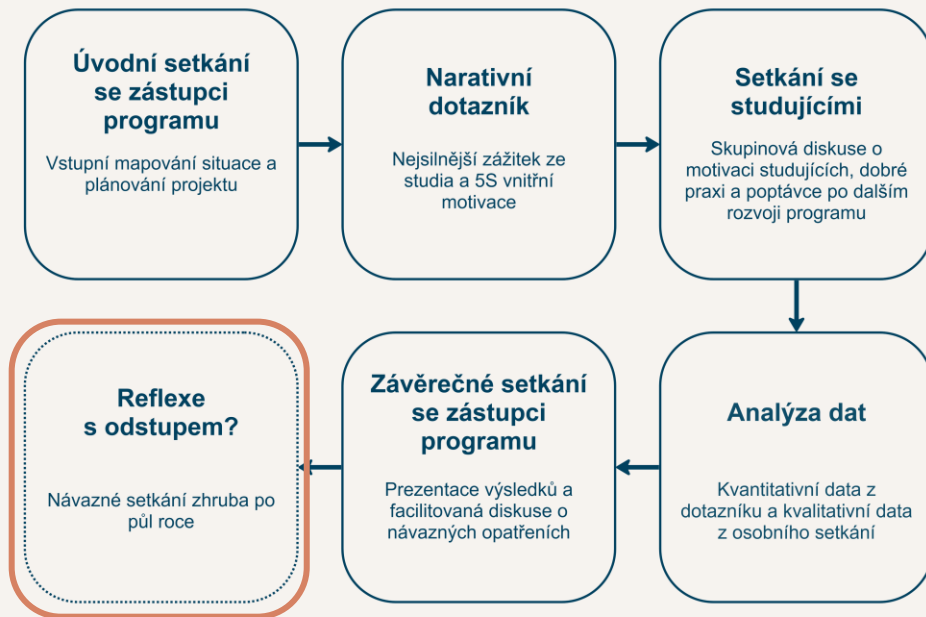 Úvodní setkání
se zástupci
programu
Vstupní mapování situace a
plánování projektu
Narativní
dotazník
Nejsilnější zážitek ze
studia a 5S vnitřní
motivace
Setkání se
studujícími
Skupinová diskuse o
motivaci studujících, dobré
praxi a poptávce po dalším
rozvoji programu
Analýza dat
Kvantitativní data z
dotazníku a kvalitativní data
z osobního setkání
Závěrečné setkání
se zástupci
programu
Prezentace výsledků a
facilitovaná diskuse o
návazných opatřeních
Reflexe
s odstupem?
Návazné setkání zhruba po
půl roce